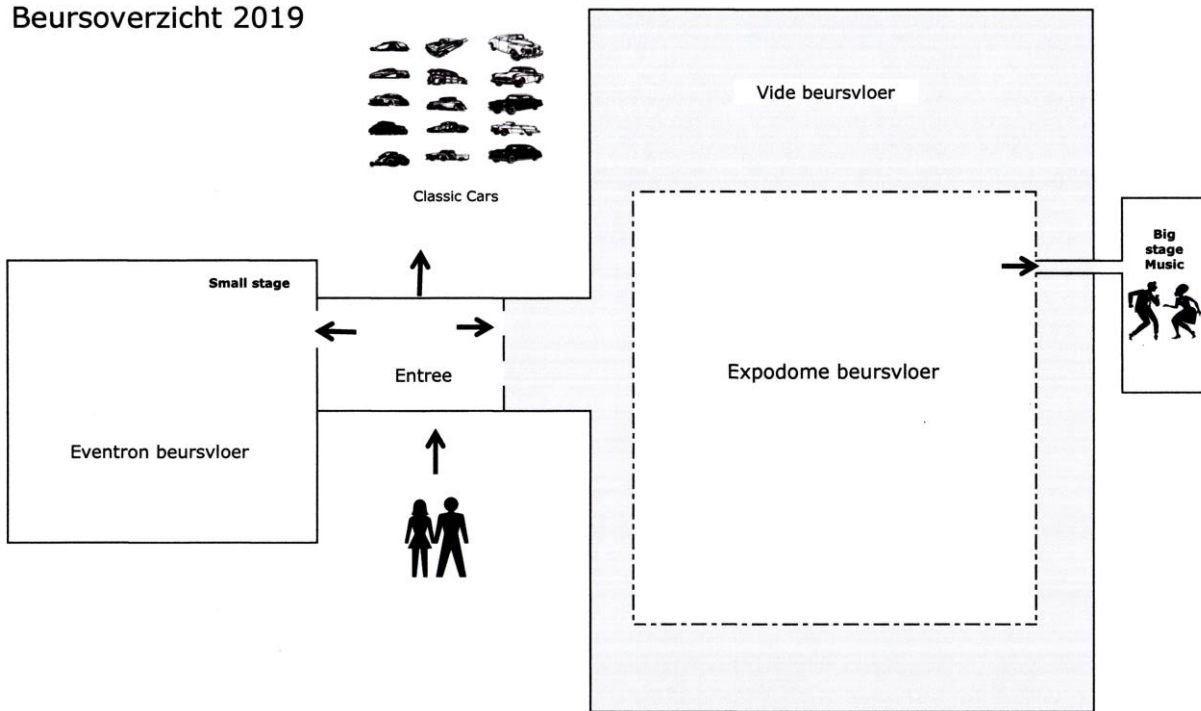 Beursoverzicht 2019
Vide beursvloer
Classic Cars
Big
stage
Music
Small stage
Entree
Expodome beursvloer
Eventron beursvloer